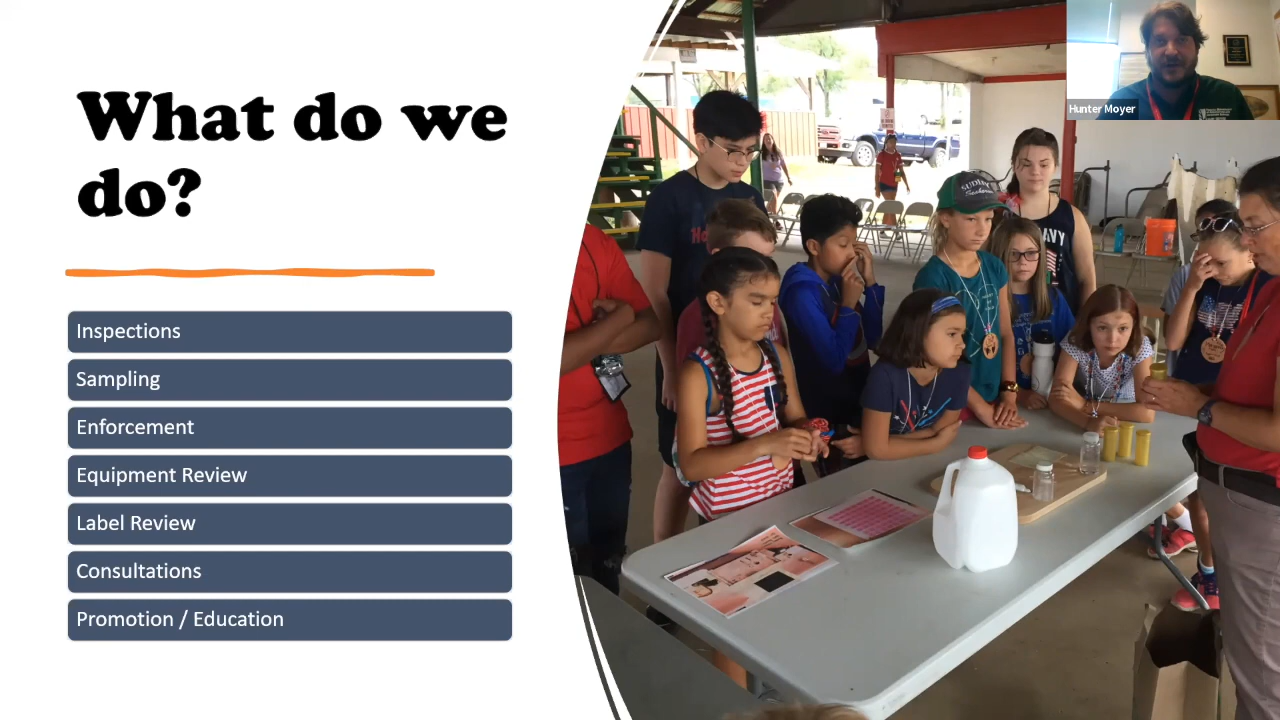 What do we
do?
Inspections
Sampling
Enforcement
Equipment Review
Label Review
Consultations
Promotion / Education
Hunter Moyer